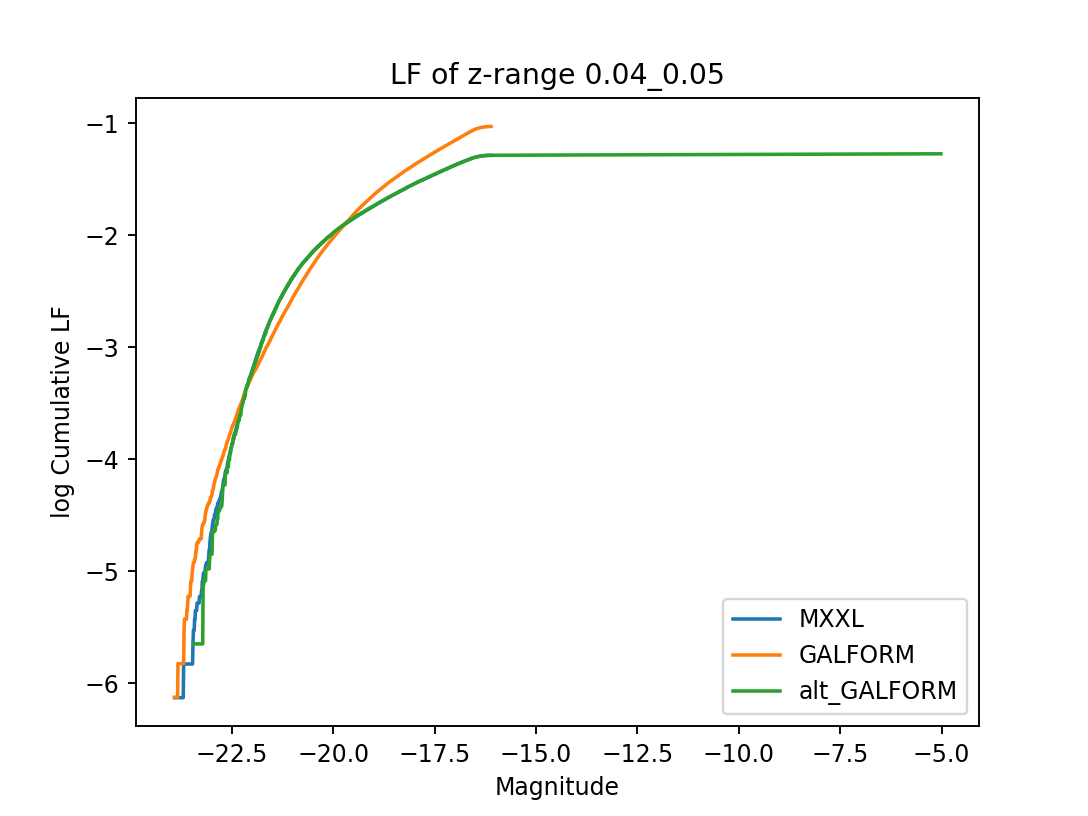 LF of z-range 0.04_0.05
−1
−2
−3
−4
−5
−6
log Cumulative LF
MXXL
GALFORM
alt_GALFORM
−22.5 −20.0 −17.5 −15.0 −12.5 −10.0 −7.5 −5.0
Magnitude